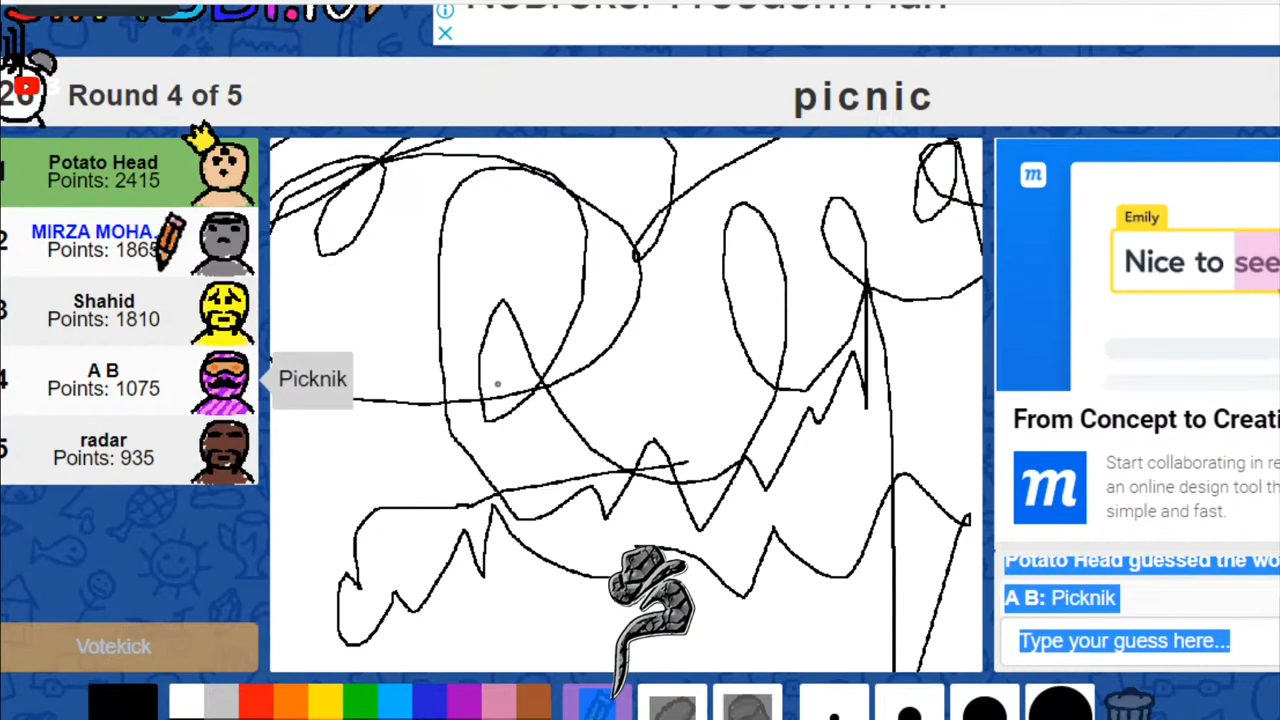 Round 4 of 5
picnic
Potato Head
Points: 2415
MIRZA MOHA
Points: 1865
Shahid
Points: 1810
A B
Points: 1075
radar
Points: 935
Picknik
Votekick
m
Emily
Nice to see
From Concept to Creati
m
Start collaborating in re
an online design tool th
simple and fast.
Potato Head guessed the wo
A B: Picknik
Type your guess here...